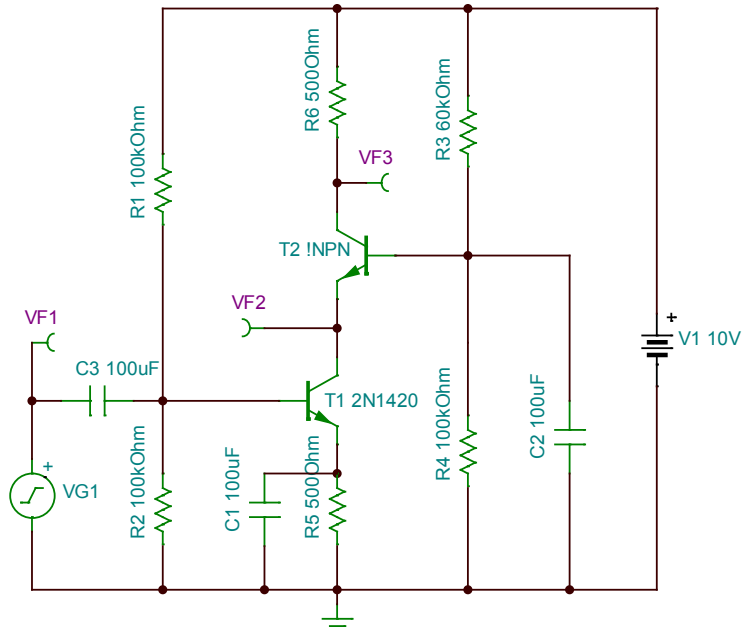 R6 500Ohm
R3 60kOhm
R1 100kOhm
VF3
T2 !NPN
VF2
VF1
+
V1 10V
C3 100uF
T1 2N1420
R4 100kOhm
C2 100uF
+
VG1
R2 100kOhm
C1 100uF
R5 500Ohm